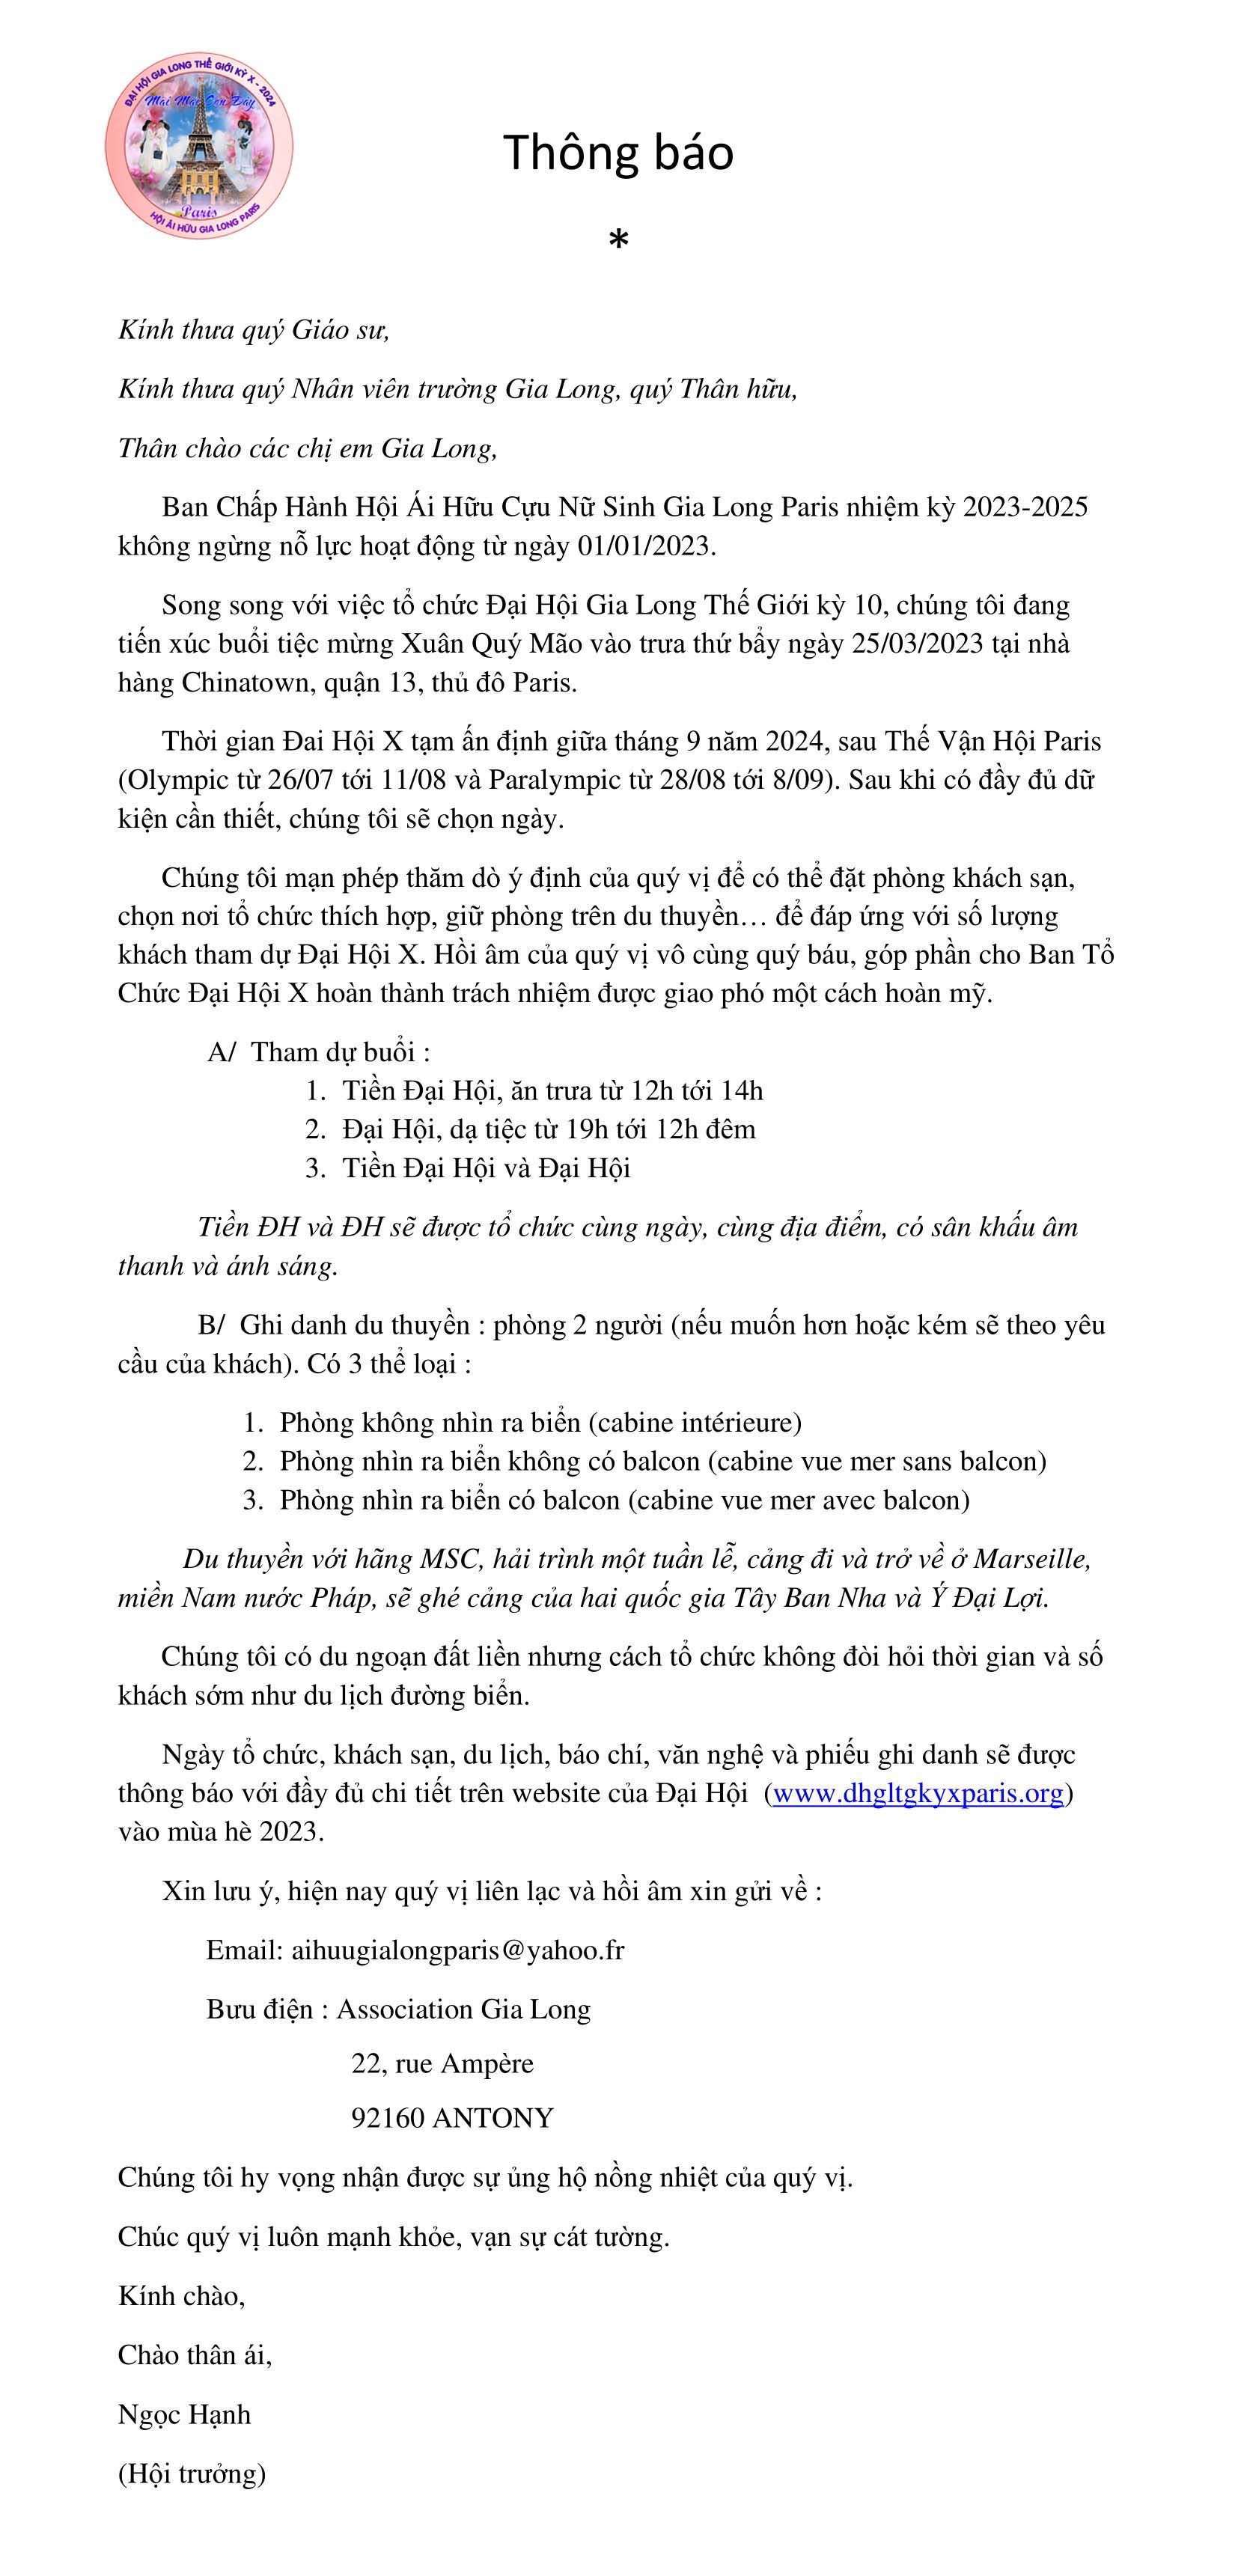 ĐẠI HỘI GIA LONG THẾ GIỚI KỲ X - 2024
Mãi Mãi Còn Đây
Paris
HỘI ÁI HỮU GIA LONG PARIS
Thông báo
*
Kính thưa quý Giáo sư,
Kính thưa quý Nhân viên trường Gia Long, quý Thân hữu,
Thân chào các chị em Gia Long,
Ban Chấp Hành Hội Ái Hữu Cựu Nữ Sinh Gia Long Paris nhiệm kỳ 2023-2025
không ngừng nỗ lực hoạt động từ ngày 01/01/2023.
Song song với việc tổ chức Đại Hội Gia Long Thế Giới kỳ 10, chúng tôi đang
tiến xúc buổi tiệc mừng Xuân Quý Mão vào trưa thứ bẩy ngày 25/03/2023 tại nhà
hàng Chinatown, quận 13, thủ đô Paris.
Thời gian Đai Hội X tạm ấn định giữa tháng 9 năm 2024, sau Thế Vận Hội Paris
(Olympic từ 26/07 tới 11/08 và Paralympic từ 28/08 tới 8/09). Sau khi có đầy đủ dữ
kiện cần thiết, chúng tôi sẽ chọn ngày.
Chúng tôi mạn phép thăm dò ý định của quý vị để có thể đặt phòng khách sạn,
chọn nơi tổ chức thích hợp, giữ phòng trên du thuyền… để đáp ứng với số lượng
khách tham dự Đại Hội X. Hồi âm của quý vị vô cùng quý báu, góp phần cho Ban Tổ
Chức Đại Hội X hoàn thành trách nhiệm được giao phó một cách hoàn mỹ.
A/ Tham dự buổi :
1. Tiền Đại Hội, ăn trưa từ 12h tới 14h
2. Đại Hội, dạ tiệc từ 19h tới 12h đêm
3. Tiền Đại Hội và Đại Hội
Tiền ĐH và ĐH sẽ được tổ chức cùng ngày, cùng địa điểm, có sân khấu âm
thanh và ánh sáng.
B/ Ghi danh du thuyền : phòng 2 người (nếu muốn hơn hoặc kém sẽ theo yêu
cầu của khách). Có 3 thể loại :
1. Phòng không nhìn ra biển (cabine intérieure)
2. Phòng nhìn ra biển không có balcon (cabine vue mer sans balcon)
3. Phòng nhìn ra biển có balcon (cabine vue mer avec balcon)
Du thuyền với hãng MSC, hải trình một tuần lễ, cảng đi và trở về ở Marseille,
miền Nam nước Pháp, sẽ ghé cảng của hai quốc gia Tây Ban Nha và Ý Đại Lợi.
Chúng tôi có du ngoạn đất liền nhưng cách tổ chức không đòi hỏi thời gian và số
khách sớm như du lịch đường biển.
Ngày tổ chức, khách sạn, du lịch, báo chí, văn nghệ và phiếu ghi danh sẽ được
thông báo với đầy đủ chi tiết trên website của Đại Hội (www.dhgltgkyxparis.org)
vào mùa hè 2023.
Xin lưu ý, hiện nay quý vị liên lạc và hồi âm xin gửi về :
Email: aihuugialongparis@yahoo.fr
Bưu điện : Association Gia Long
22, rue Ampère
92160 ANTONY
Chúng tôi hy vọng nhận được sự ủng hộ nồng nhiệt của quý vị.
Chúc quý vị luôn mạnh khỏe, vạn sự cát tường.
Kính chào,
Chào thân ái,
Ngọc Hạnh
(Hội trưởng)